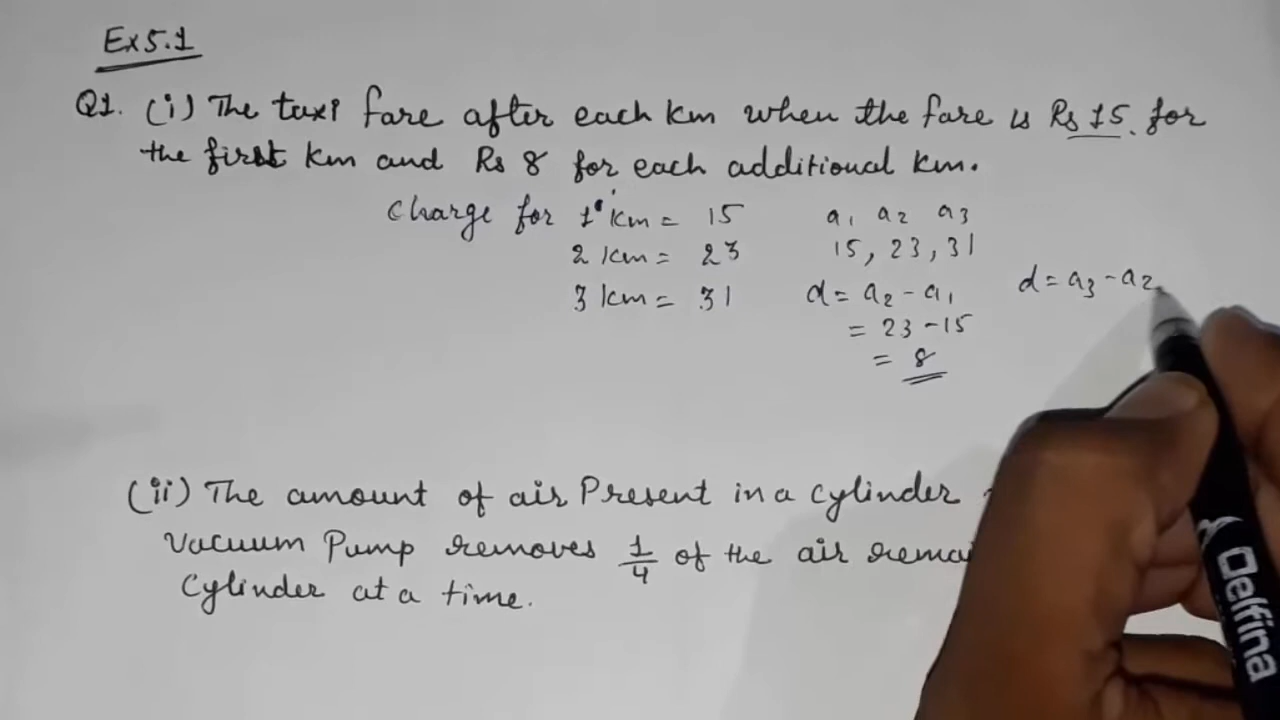 Ex 5.1
Q1. (i) The taxi fare after each km when the fare is Rs 15. for
the first km and Rs 8 for each additional km.
Charge for 1 km = 15
2 km = 23
3 km = 31
a1 a2 a3
15, 23, 31
d = a2 - a1
= 23 - 15
= 8
d = a3 - a2
(ii) The amount of air Present in a cylinder
Vacuum Pump removes 1/4 of the air remai
Cylinder at a time.
Delfina